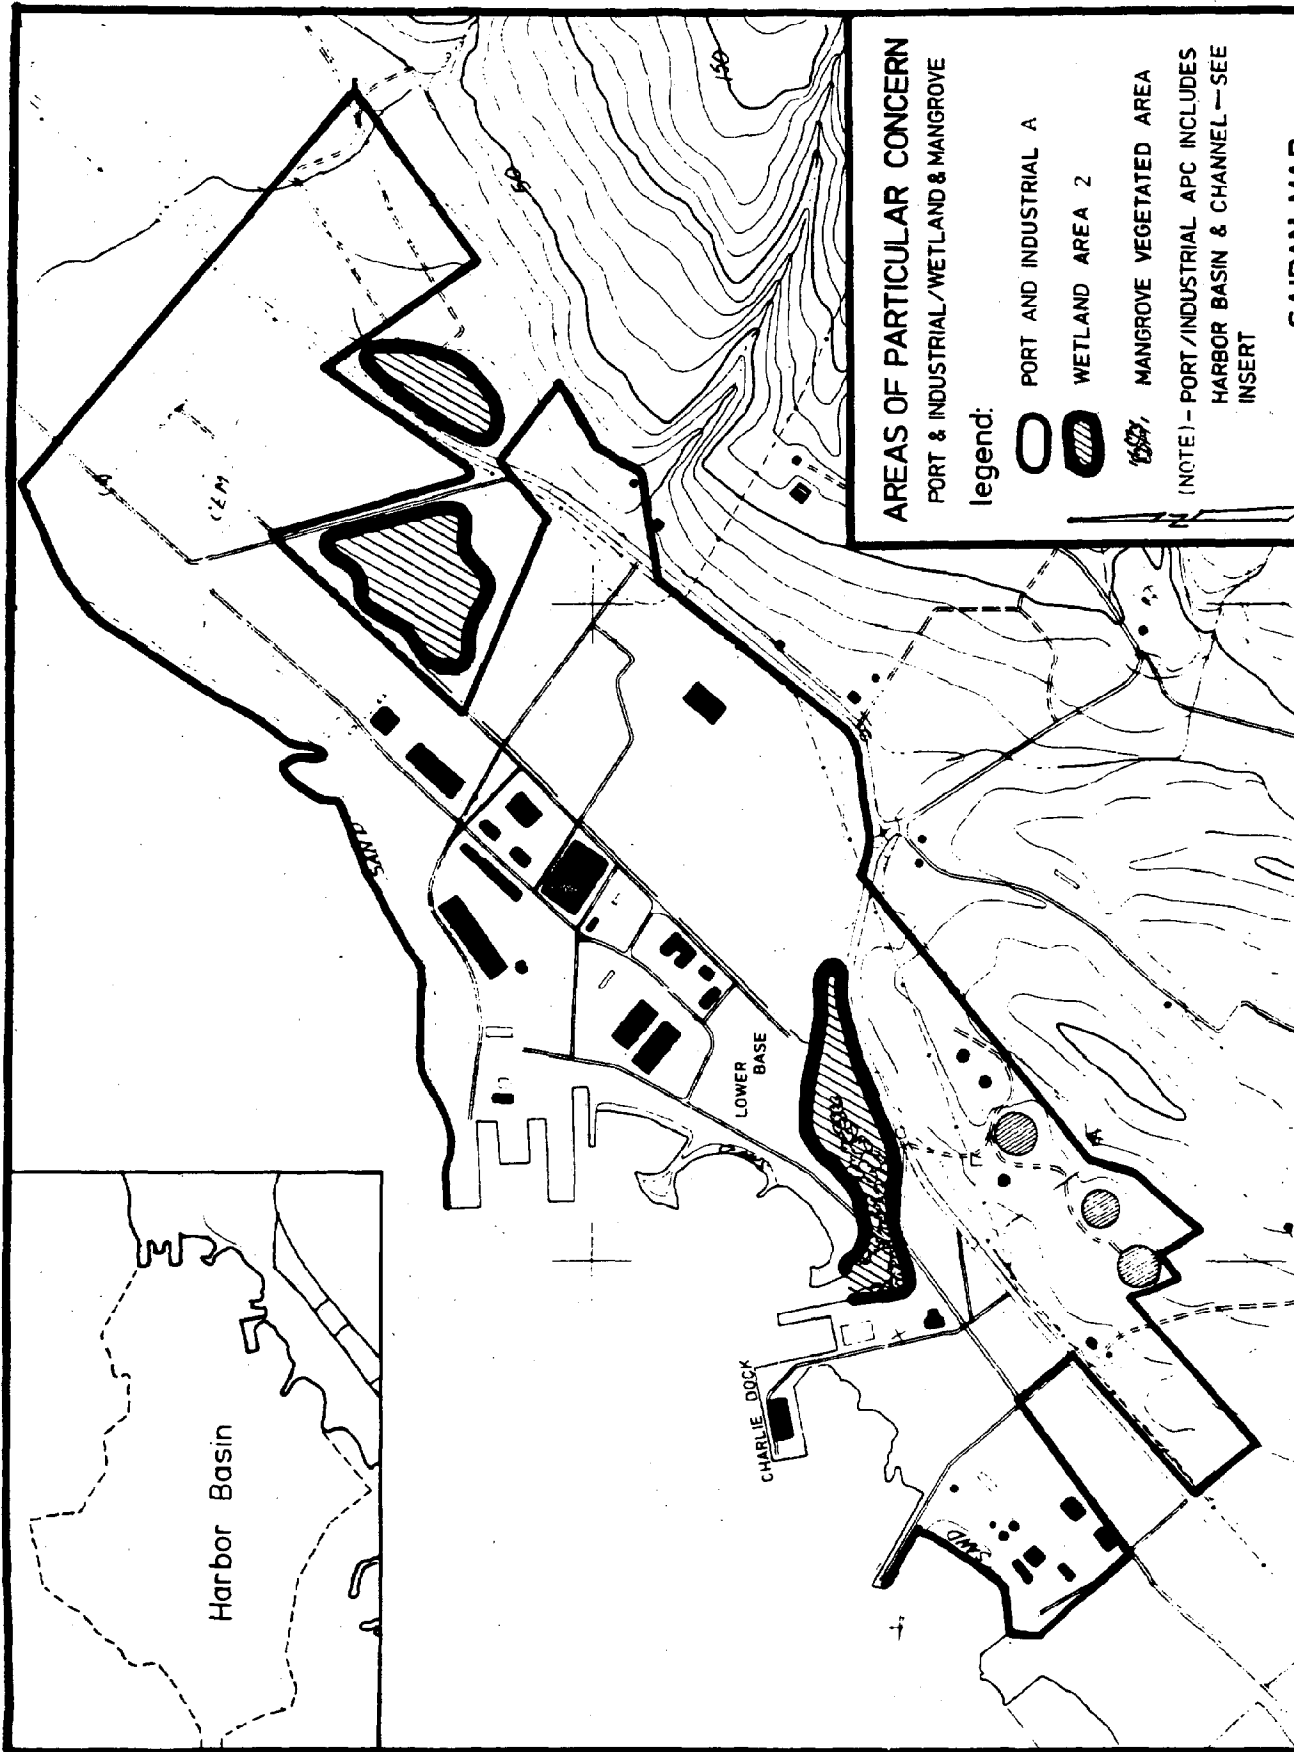 AREAS OF PARTICULAR CONCERN
PORT & INDUSTRIAL/WETLAND & MANGROVE
legend:
PORT AND INDUSTRIAL A
WETLAND AREA 2
MANGROVE VEGETATED AREA
(NOTE) - PORT/INDUSTRIAL APC INCLUDES
HARBOR BASIN & CHANNEL — SEE
INSERT
N
Harbor Basin
CHARLIE DOCK
LOWER
BASE
SAND
SAND
CEM
50
150